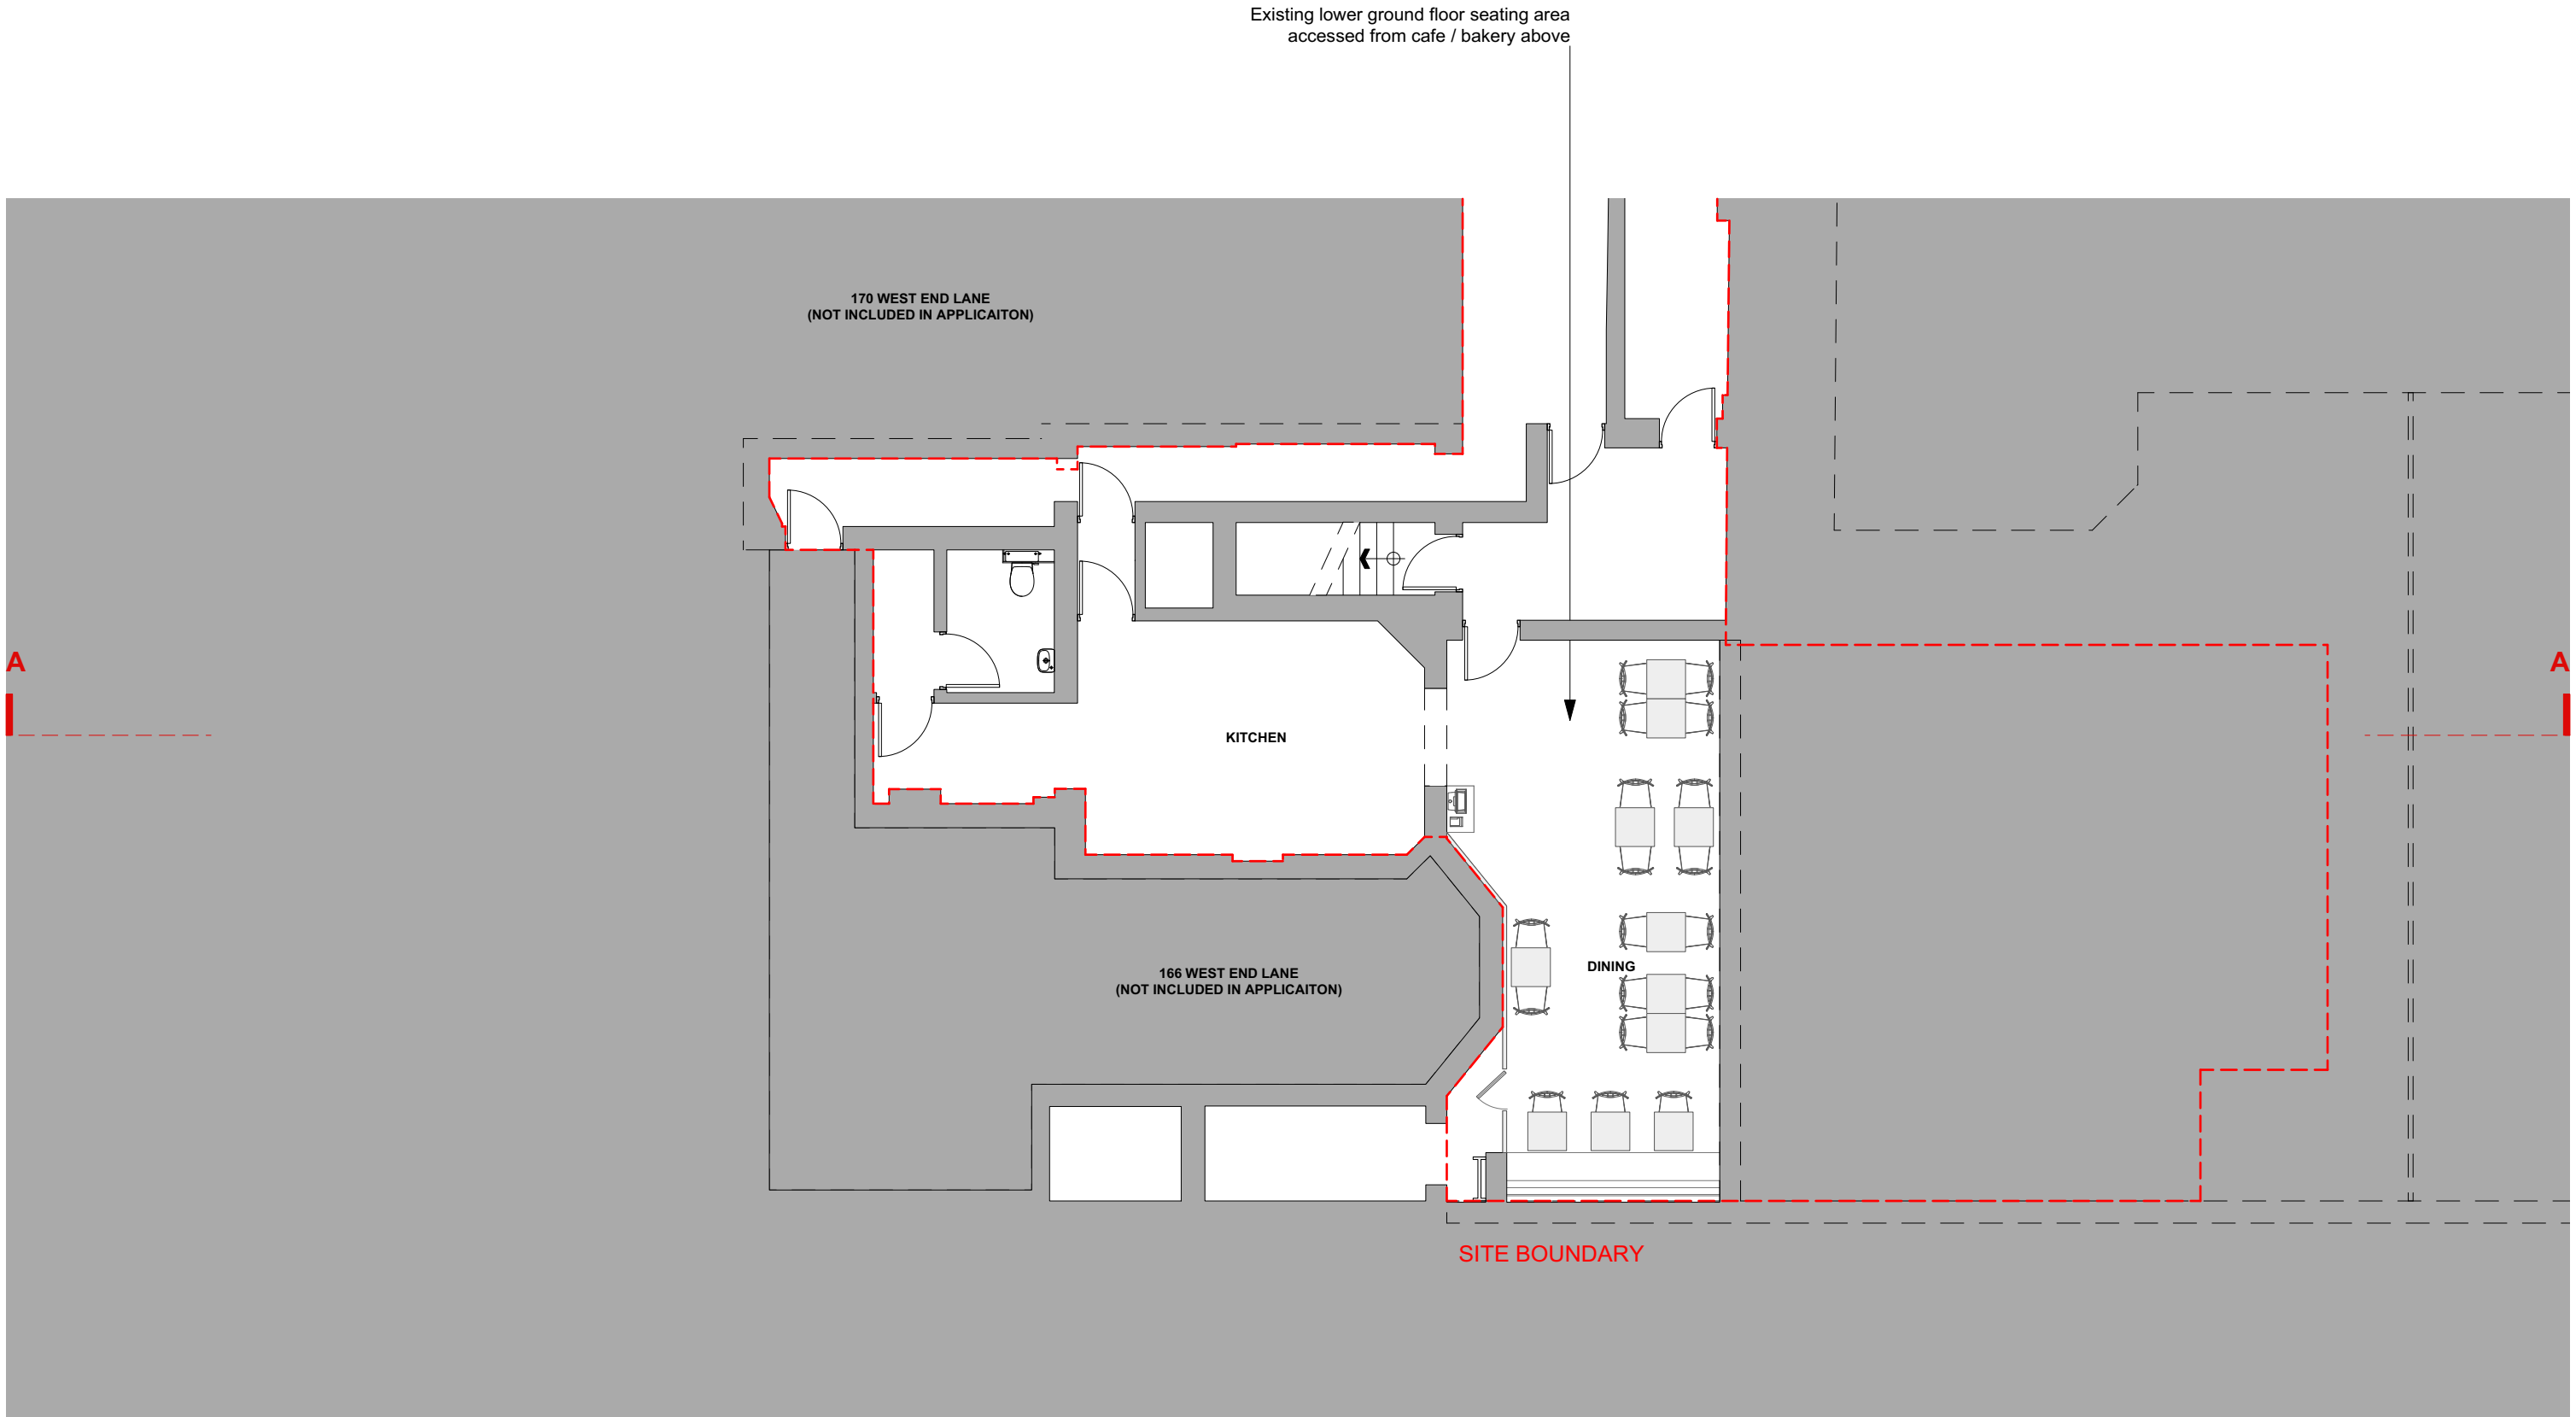 Existing lower ground floor seating area
accessed from cafe / bakery above
170 WEST END LANE
(NOT INCLUDED IN APPLICAITON)
A
A
KITCHEN
DINING
166 WEST END LANE
(NOT INCLUDED IN APPLICAITON)
SITE BOUNDARY